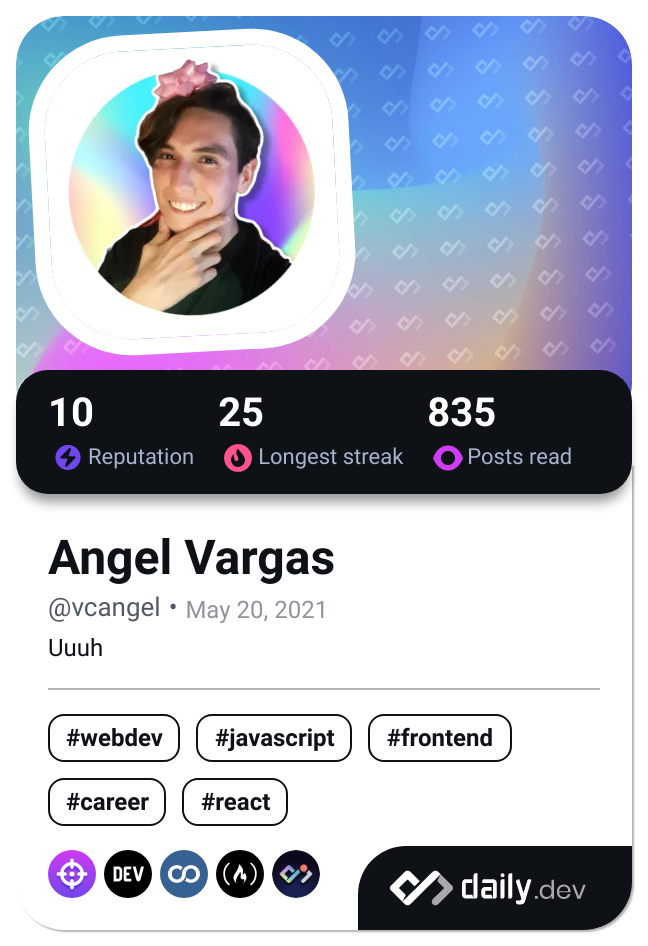 10 25 835
Reputation Longest streak Posts read
Angel Vargas
@vcangel • May 20, 2021
Uuuh
#webdev #javascript #frontend
#career #react
DEV
daily.dev